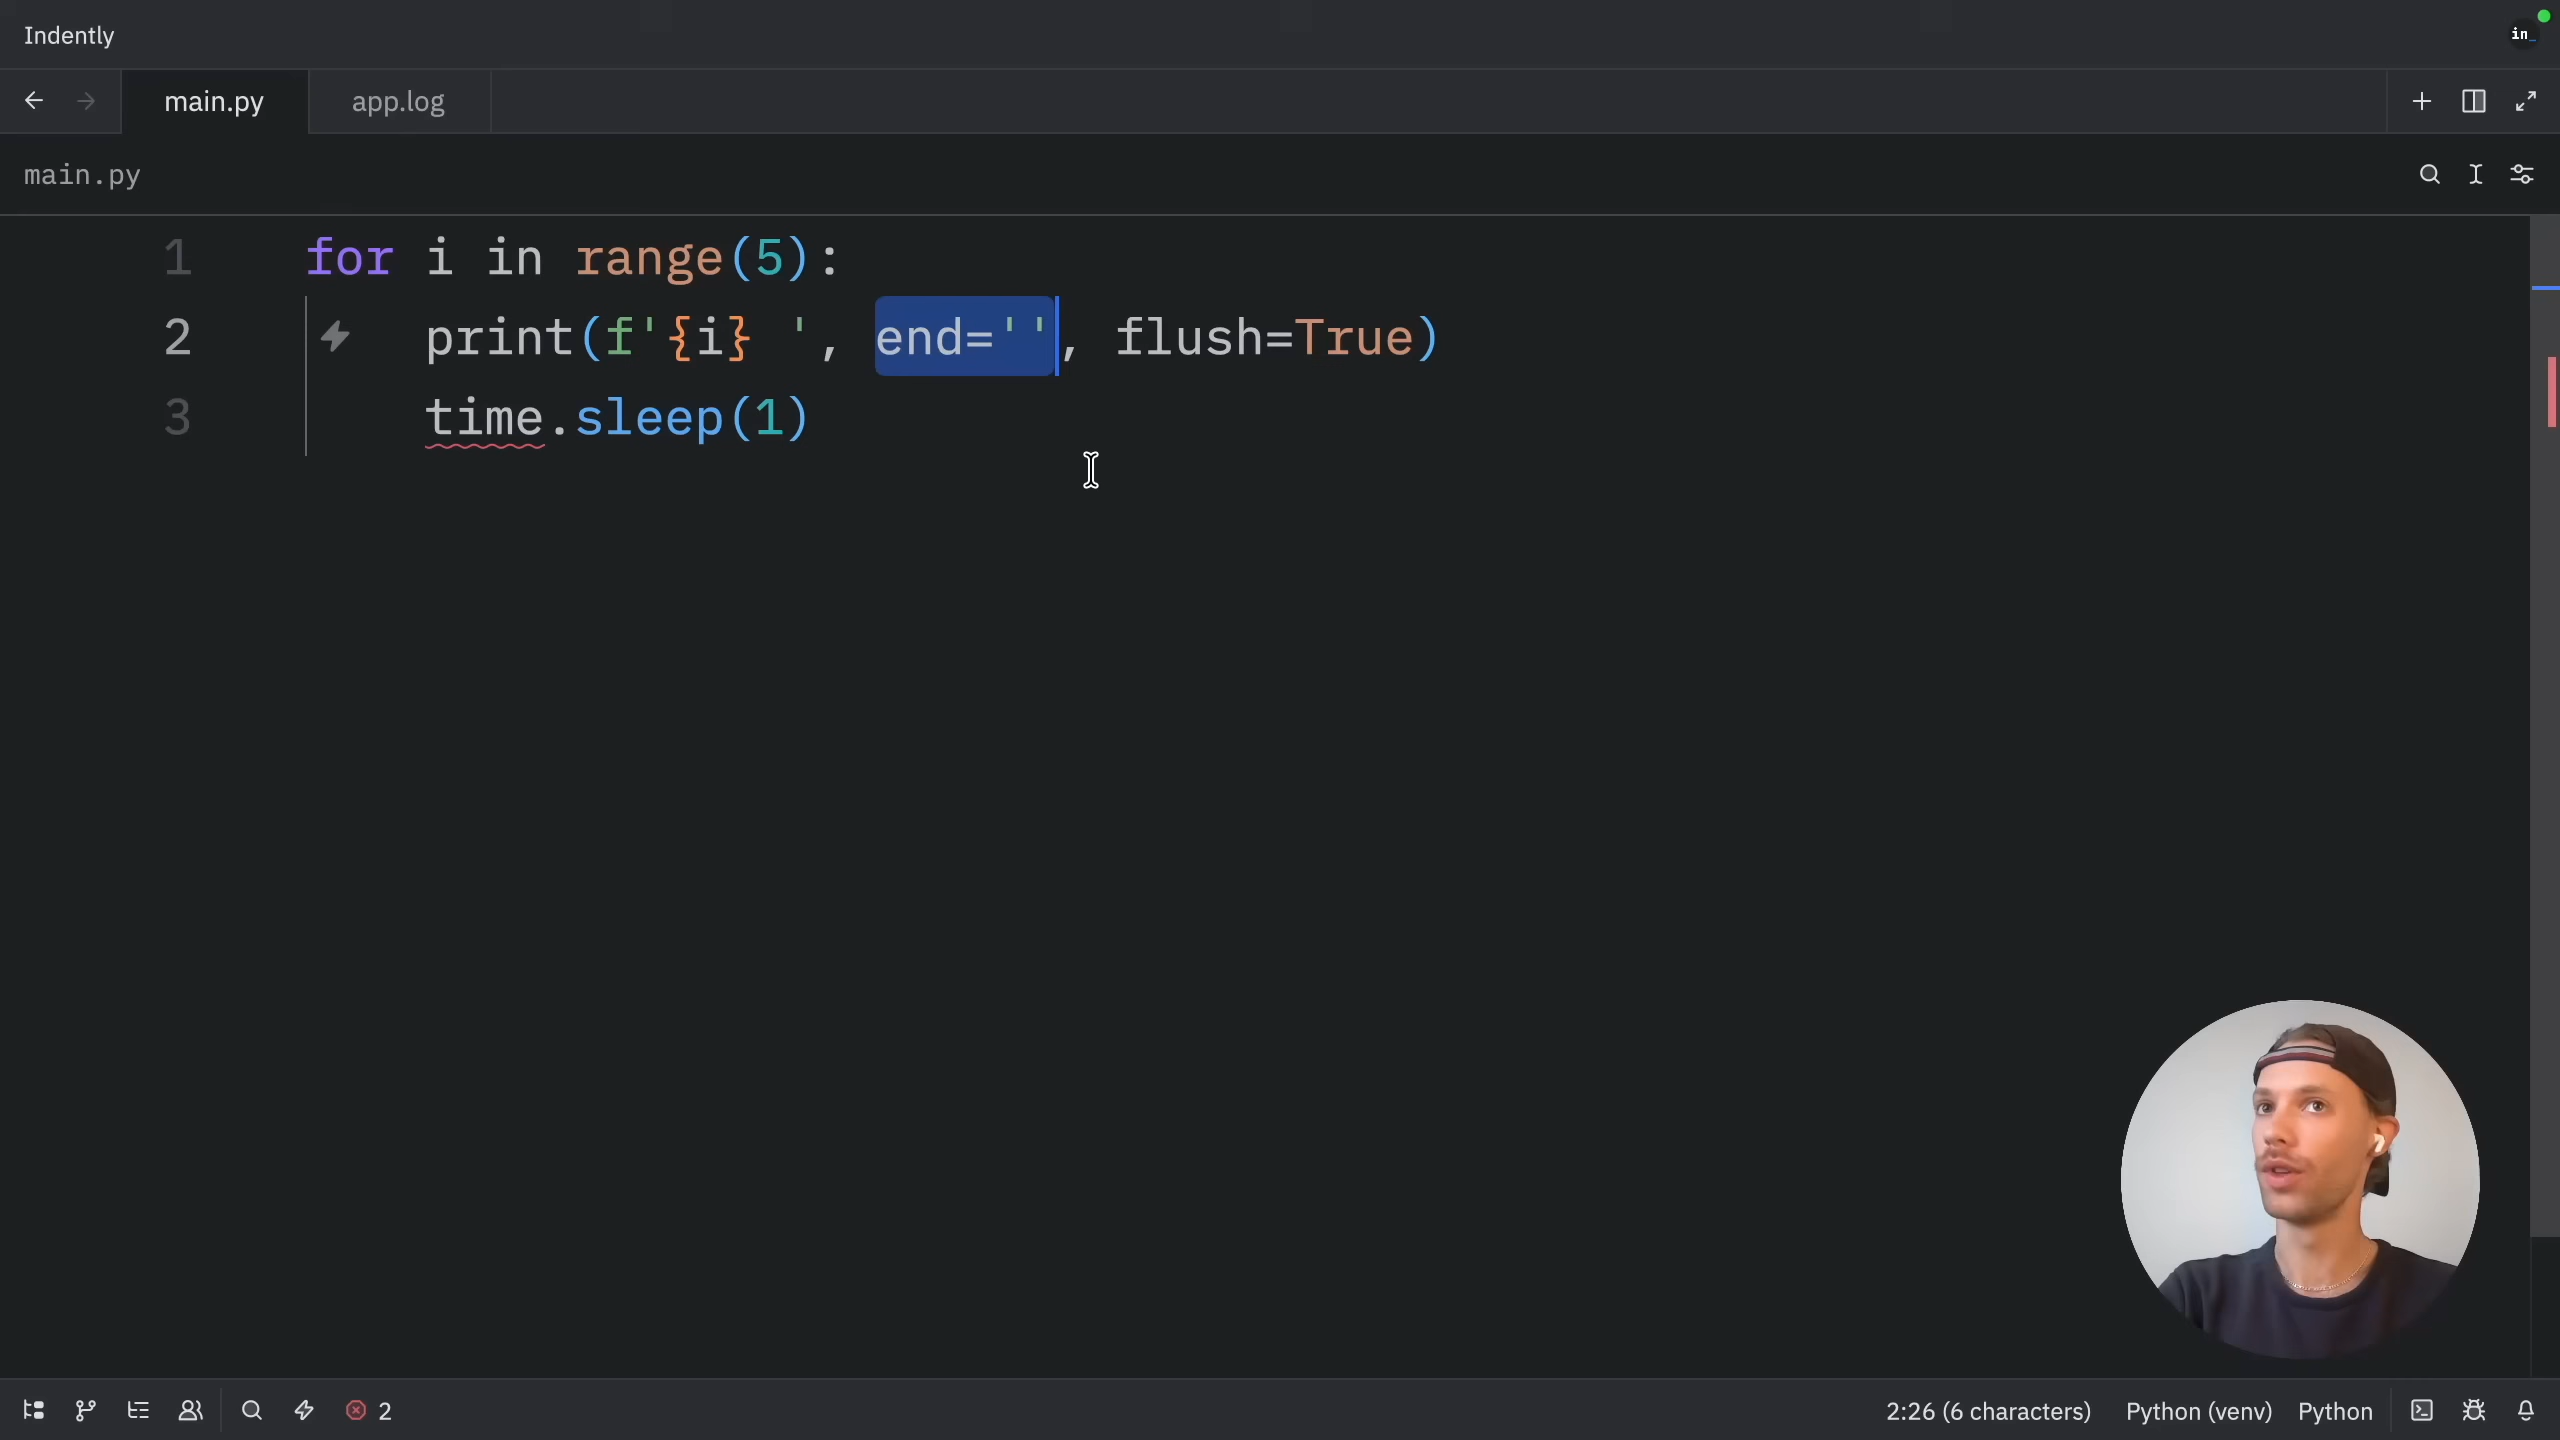 Indently
in_
main.py
app.log
main.py
1 for i in range(5):
2 print(f'{i} ', end='', flush=True)
3 time.sleep(1)
2
2:26 (6 characters)
Python (venv)
Python